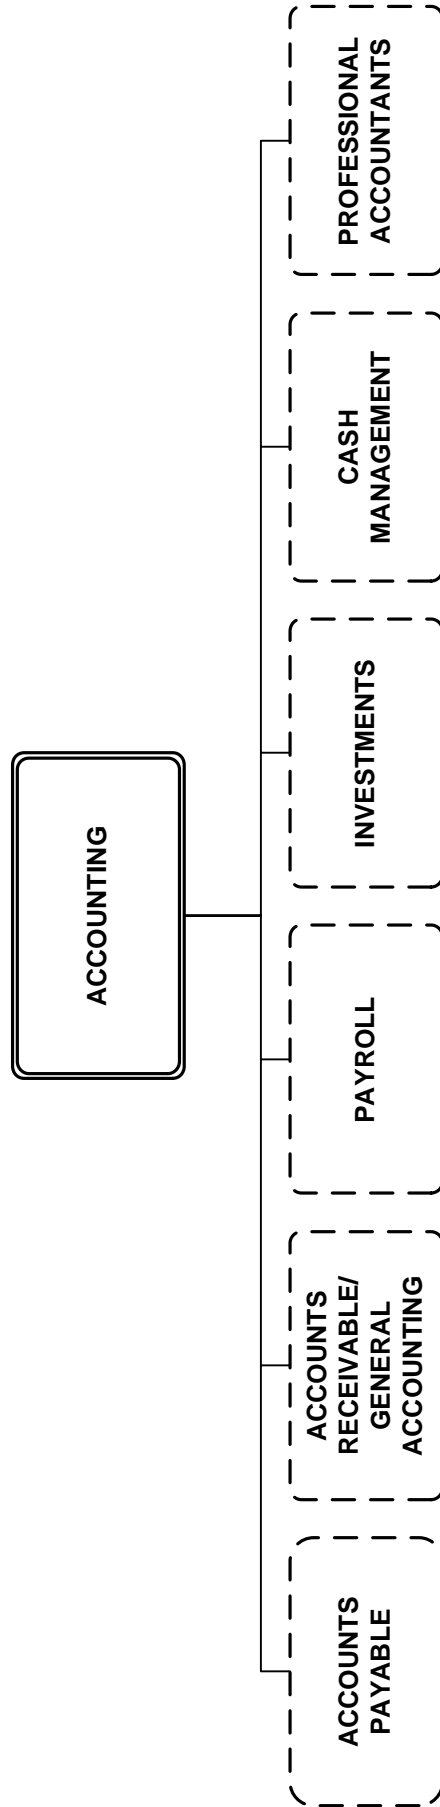 ACCOUNTING
ACCOUNTS
PAYABLE
ACCOUNTS
RECEIVABLE/
GENERAL
ACCOUNTING
PAYROLL
INVESTMENTS
CASH
MANAGEMENT
PROFESSIONAL
ACCOUNTANTS